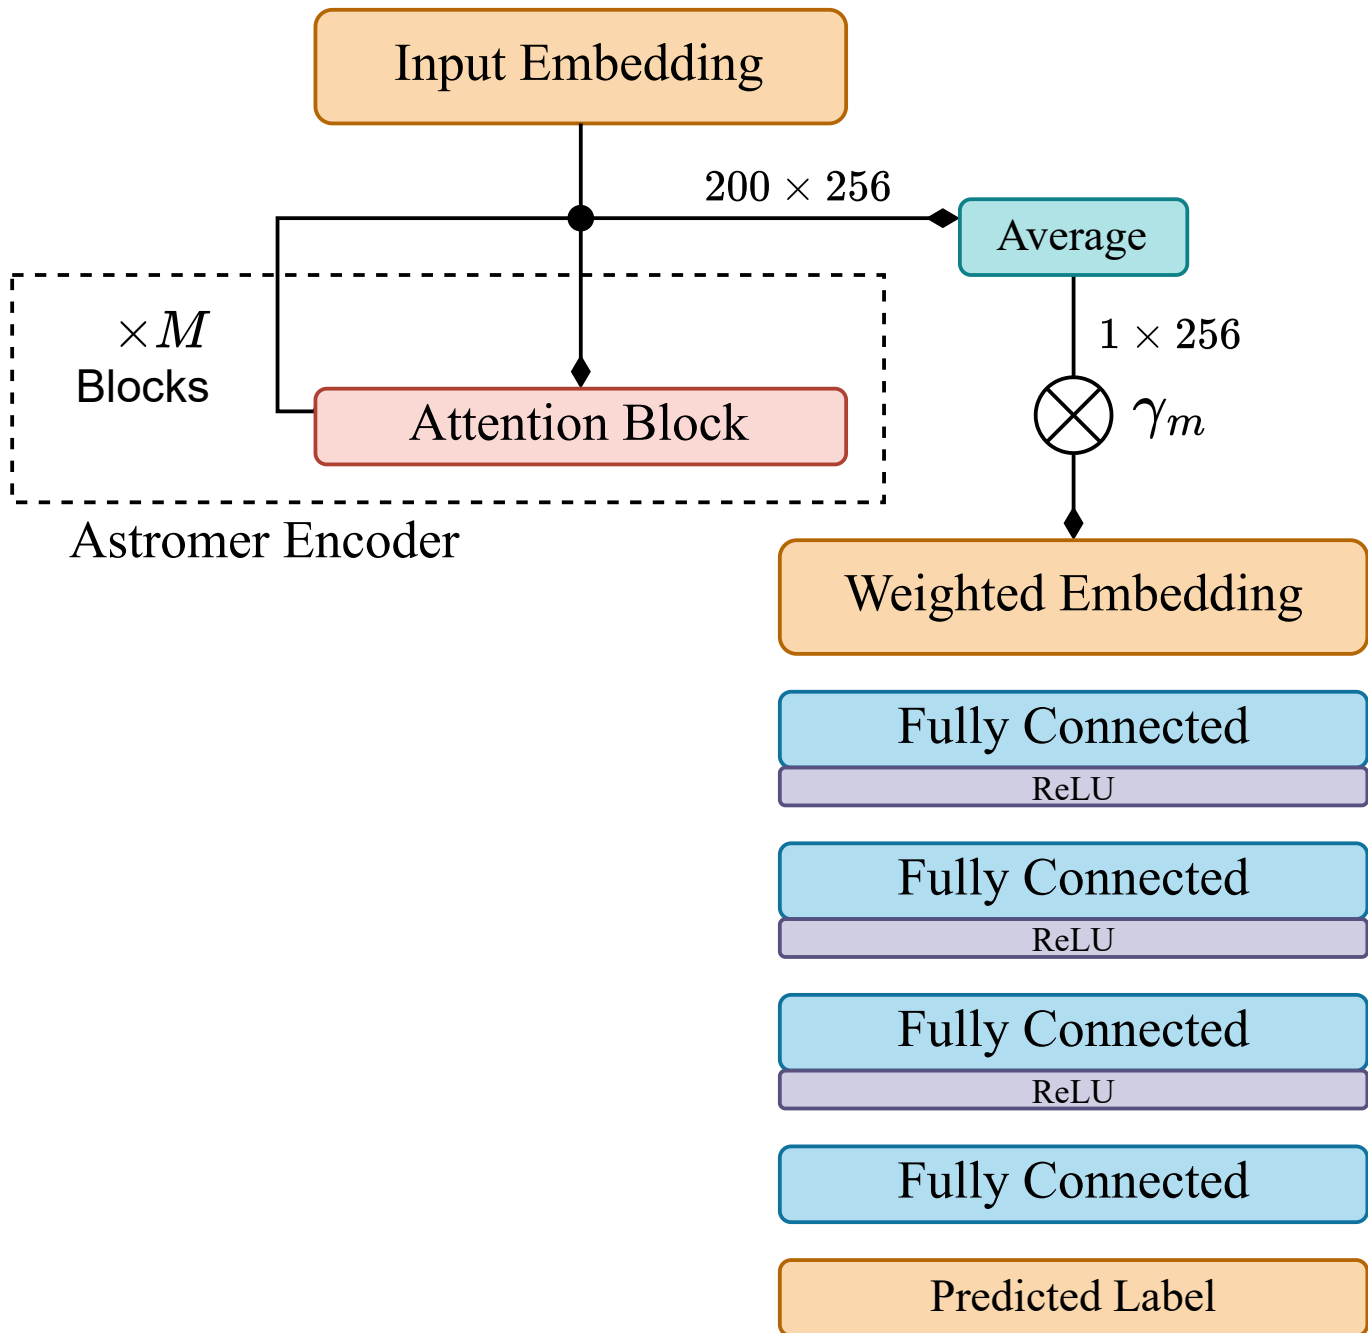 Input Embedding
200 × 256
Average
×M
Blocks
1 × 256
Attention Block
γₘ
Astromer Encoder
Weighted Embedding
Fully Connected
ReLU
Fully Connected
ReLU
Fully Connected
ReLU
Fully Connected
Predicted Label